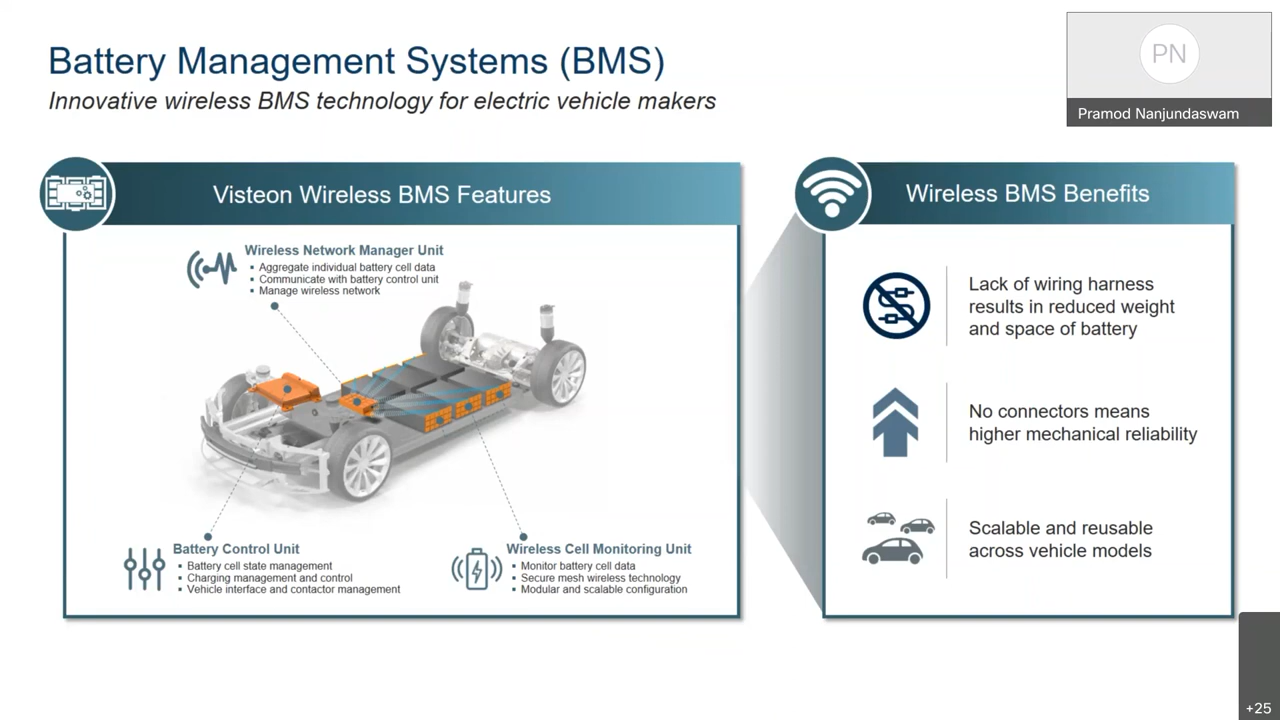 Battery Management Systems (BMS)
Innovative wireless BMS technology for electric vehicle makers
PN
Pramod Nanjundaswam
Visteon Wireless BMS Features
Wireless Network Manager Unit
Aggregate individual battery cell data
Communicate with battery control unit
Manage wireless network
Battery Control Unit
Battery cell state management
Charging management and control
Vehicle interface and contactor management
Wireless Cell Monitoring Unit
Monitor battery cell data
Secure mesh wireless technology
Modular and scalable configuration
Wireless BMS Benefits
Lack of wiring harness
results in reduced weight
and space of battery
No connectors means
higher mechanical reliability
Scalable and reusable
across vehicle models
+25